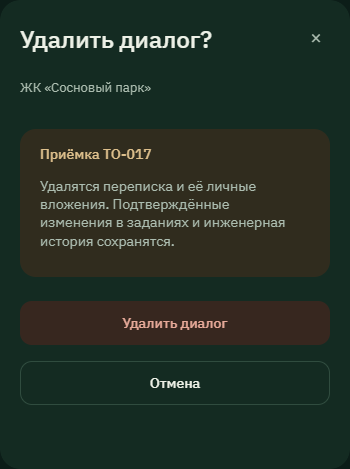 Удалить диалог?
×
ЖК «Сосновый парк»
Приёмка ТО-017
Удалятся переписка и её личные
вложения. Подтверждённые
изменения в заданиях и инженерная
история сохранятся.
Удалить диалог
Отмена